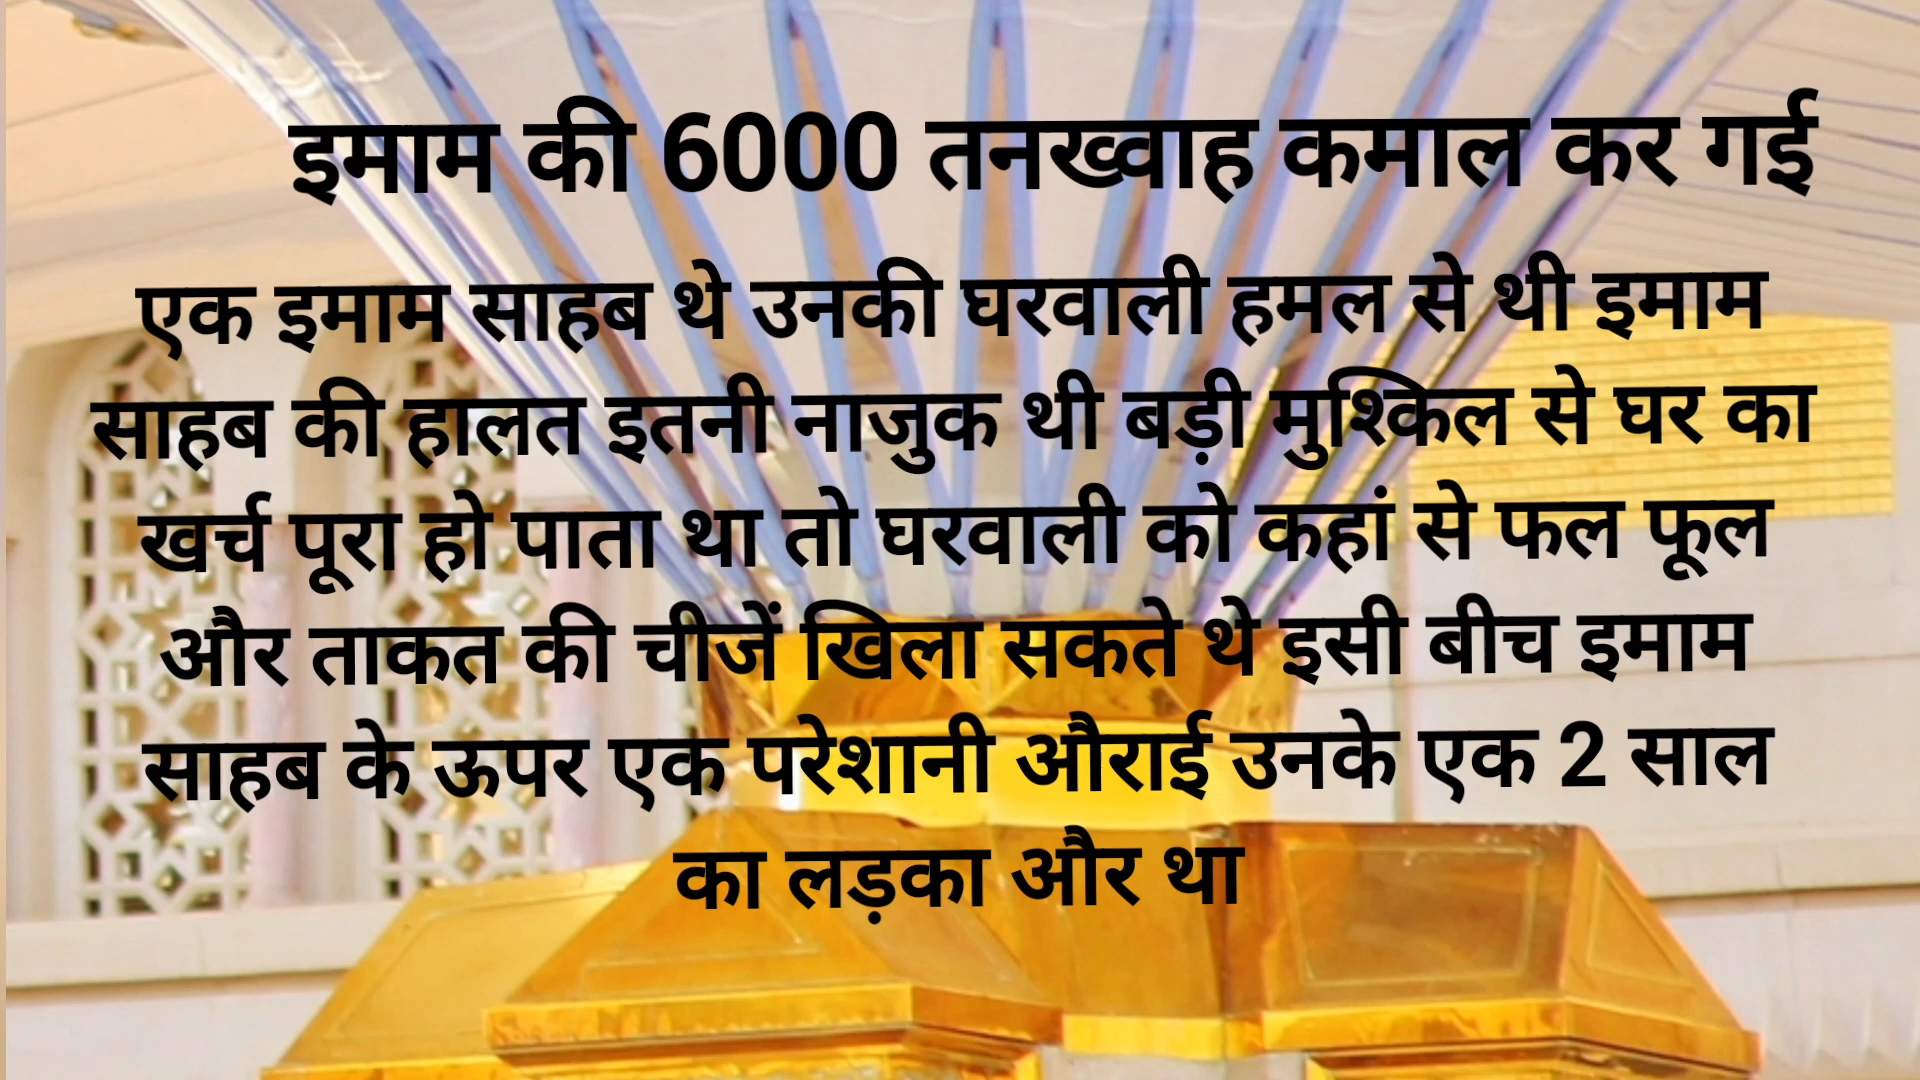 इमाम की 6000 तनख्वाह कमाल कर गई
एक इमाम साहब थे उनकी घरवाली हमल से थी इमाम
साहब की हालत इतनी नाजुक थी बड़ी मुश्किल से घर का
खर्च पूरा हो पाता था तो घरवाली को कहां से फल फूल
और ताकत की चीजें खिला सकते थे इसी बीच इमाम
साहब के ऊपर एक परेशानी औराई उनके एक 2 साल
का लड़का और था